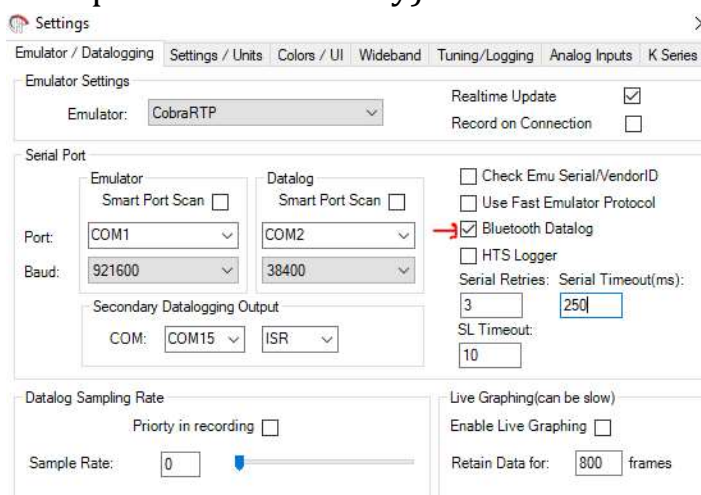 Settings
Emulator / Datalogging Settings / Units Colors / UI Wideband Tuning/Logging Analog Inputs K Series
Emulator Settings
Emulator: CobraRTP
Realtime Update
Record on Connection
Serial Port
Emulator
Smart Port Scan
Datalog
Smart Port Scan
Port: COM1 COM2
Baud: 921600 38400
Secondary Datalogging Output
COM: COM15 ISR
Check Emu Serial/VendorID
Use Fast Emulator Protocol
Bluetooth Datalog
HTS Logger
Serial Retries: Serial Timeout(ms):
3 250
SL Timeout:
10
Datalog Sampling Rate
Priorty in recording
Sample Rate: 0
Live Graphing(can be slow)
Enable Live Graphing
Retain Data for: 800 frames